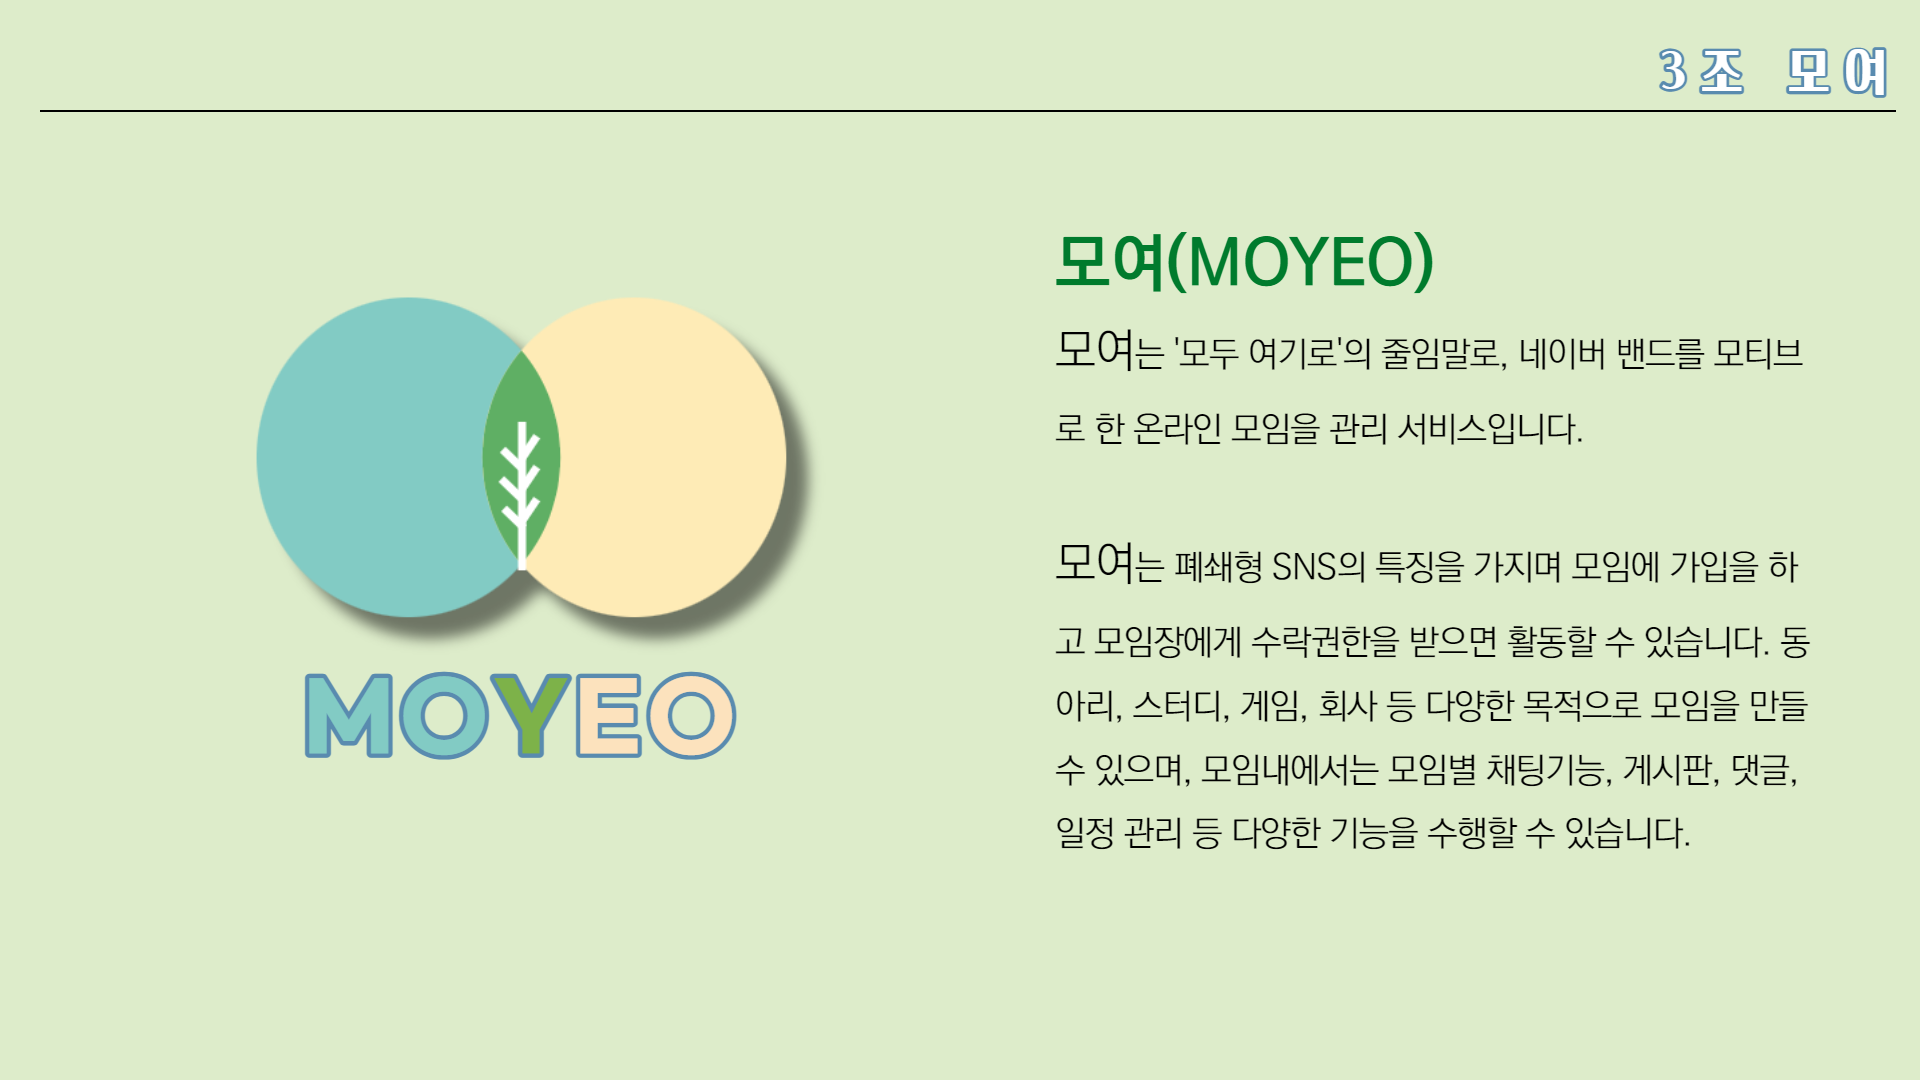 3조 모여
모여(MOYEO)
모여는 '모두 여기로'의 줄임말로, 네이버 밴드를 모티브
로 한 온라인 모임을 관리 서비스입니다.
모여는 폐쇄형 SNS의 특징을 가지며 모임에 가입을 하
고 모임장에게 수락권한을 받으면 활동할 수 있습니다. 동
아리, 스터디, 게임, 회사 등 다양한 목적으로 모임을 만들
수 있으며, 모임내에서는 모임별 채팅기능, 게시판, 댓글,
일정 관리 등 다양한 기능을 수행할 수 있습니다.
MOYEO